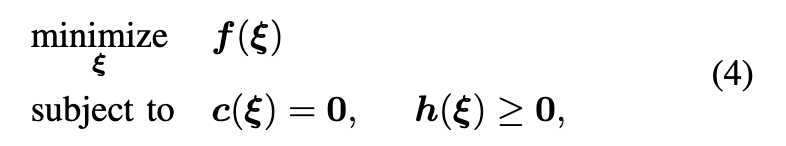 minimize f(ξ)
ξ
(4)
subject to c(ξ) = 0, h(ξ) ≥ 0,